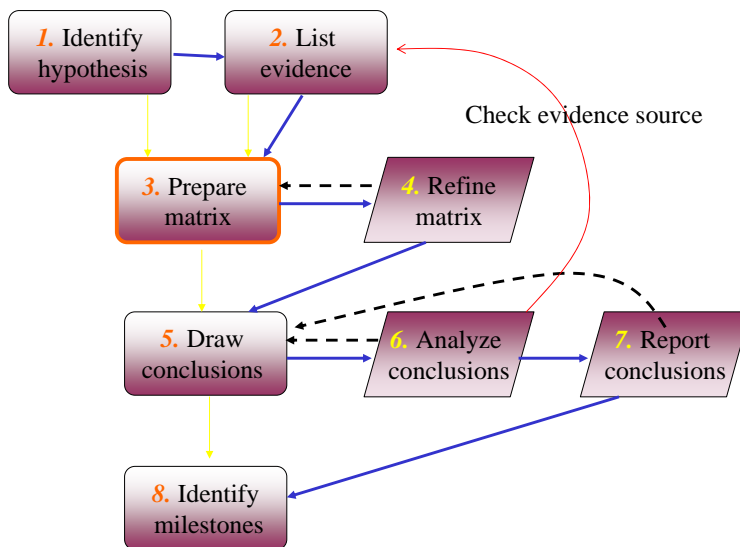 1. Identify
hypothesis
2. List
evidence
Check evidence source
3. Prepare
matrix
4. Refine
matrix
5. Draw
conclusions
6. Analyze
conclusions
7. Report
conclusions
8. Identify
milestones